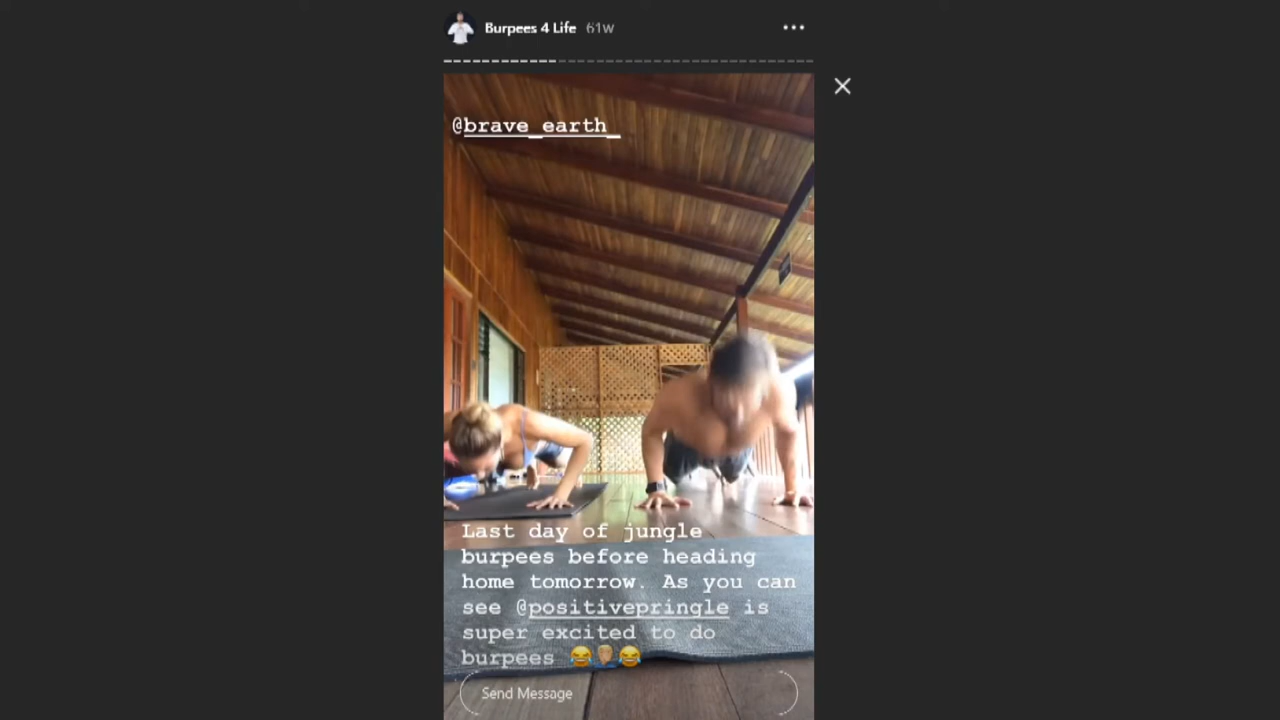 Burpees 4 Life 61w
@brave_earth_
Last day of jungle
burpees before heading
home tomorrow. As you can
see @positivepringle is
super excited to do
burpees 😂🤦🏼‍♂️😂
Send Message